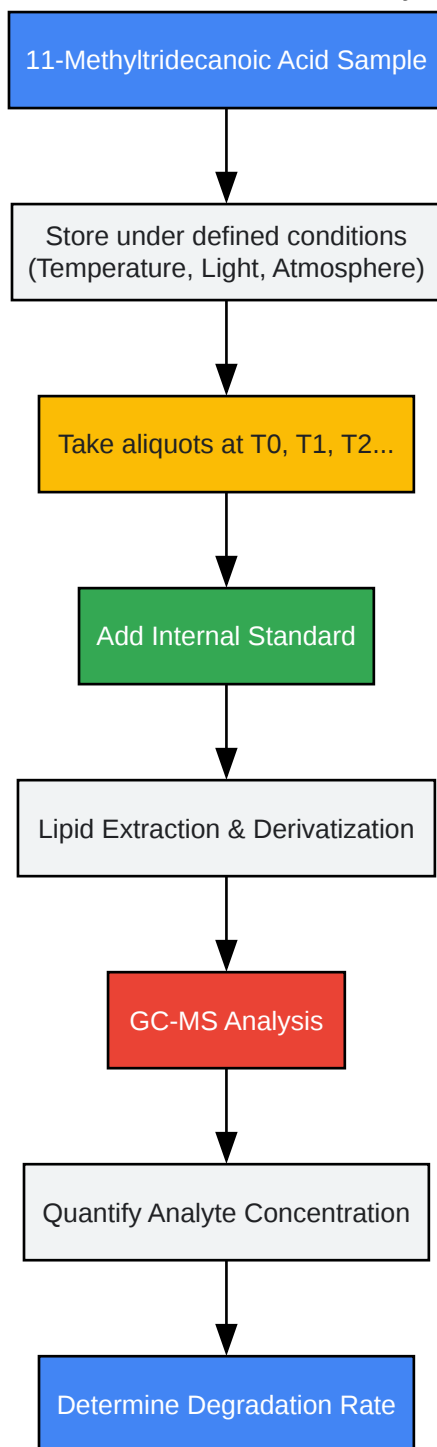 11-Methyltridecanoic Acid Sample
Store under defined conditions
(Temperature, Light, Atmosphere)
Take aliquots at T0, T1, T2...
Add Internal Standard
Lipid Extraction & Derivatization
GC-MS Analysis
Quantify Analyte Concentration
Determine Degradation Rate